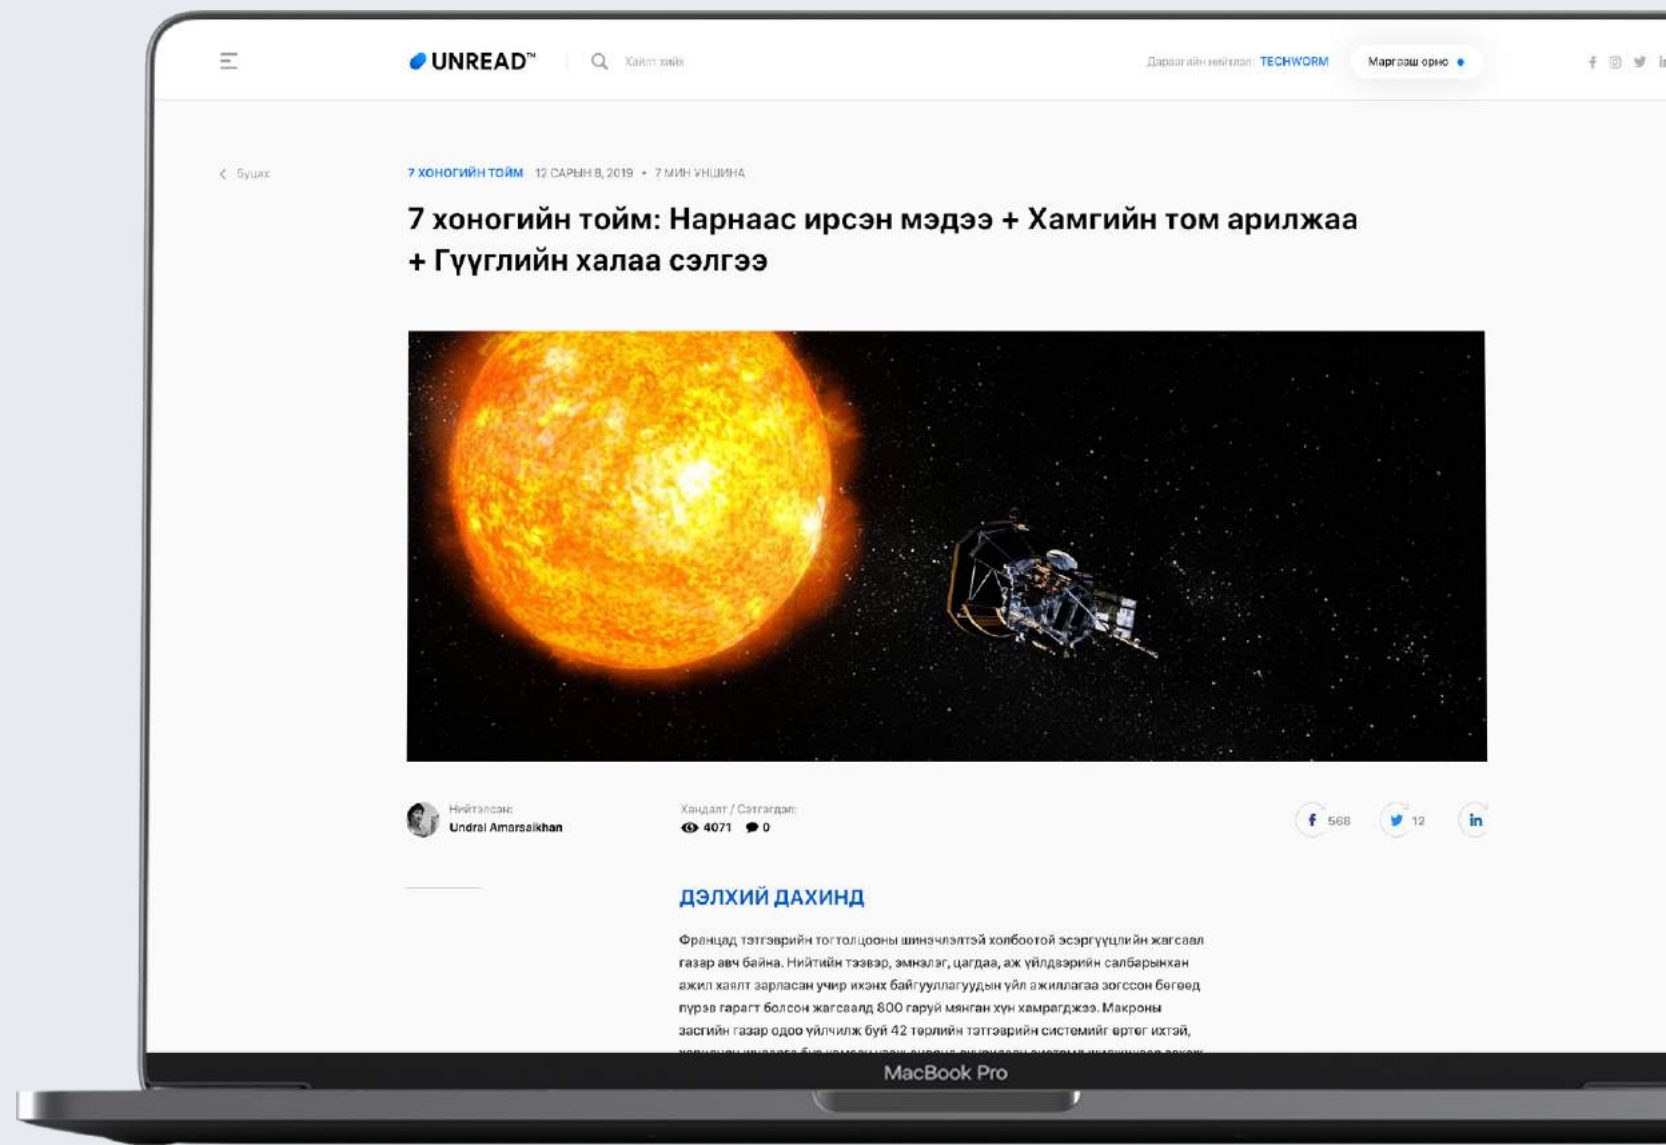 UNREAD™ Хайлт хийх Дараагийн нийтлэл: TECHWORM Маргааш орно
Буцах
7 ХОНОГИЙН ТОЙМ 12 САРЫН 8, 2019 • 7 МИН УНШИНА
7 хоногийн тойм: Нарнаас ирсэн мэдээ + Хамгийн том арилжаа
+ Гүүглийн халаа сэлгээ
Нийтэлсэн:
Undral Amarsaikhan
Хандалт / Сэтгэгдэл:
4071 0
568 12
ДЭЛХИЙ ДАХИНД
Францад тэтгэврийн тогтолцооны шинэчлэлтэй холбоотой эсэргүүцлийн жагсаал
газар авч байна. Нийтийн тээвэр, эмнэлэг, цагдаа, аж үйлдвэрийн салбарынхан
ажил хаялт зарласан учир ихэнх байгууллагуудын үйл ажиллагаа зогссон бөгөөд
пүрэв гарагт болсон жагсаалд 800 гаруй мянган хүн хамрагджээ. Макроны
засгийн газар одоо үйлчилж буй 42 төрлийн тэтгэврийн системийг өртөг ихтэй,
MacBook Pro